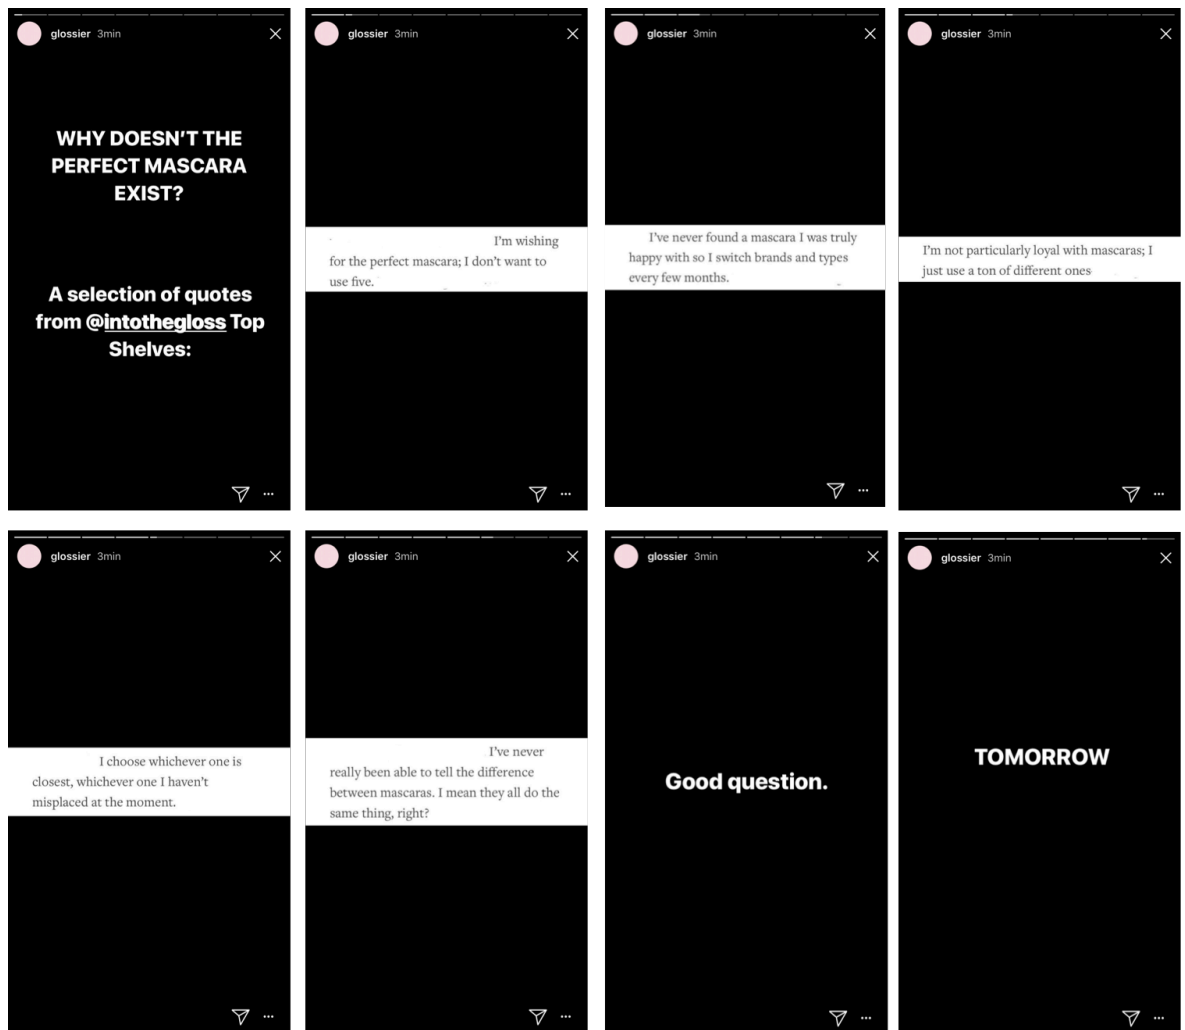 glossier 3min
WHY DOESN'T THE
PERFECT MASCARA
EXIST?
A selection of quotes
from @intothegloss Top
Shelves:
glossier 3min
I'm wishing
for the perfect mascara; I don't want to
use five.
glossier 3min
I've never found a mascara I was truly
happy with so I switch brands and types
every few months.
glossier 3min
I'm not particularly loyal with mascaras; I
just use a ton of different ones
glossier 3min
I choose whichever one is
closest, whichever one I haven't
misplaced at the moment.
glossier 3min
I've never
really been able to tell the difference
between mascaras. I mean they all do the
same thing, right?
glossier 3min
Good question.
glossier 3min
TOMORROW